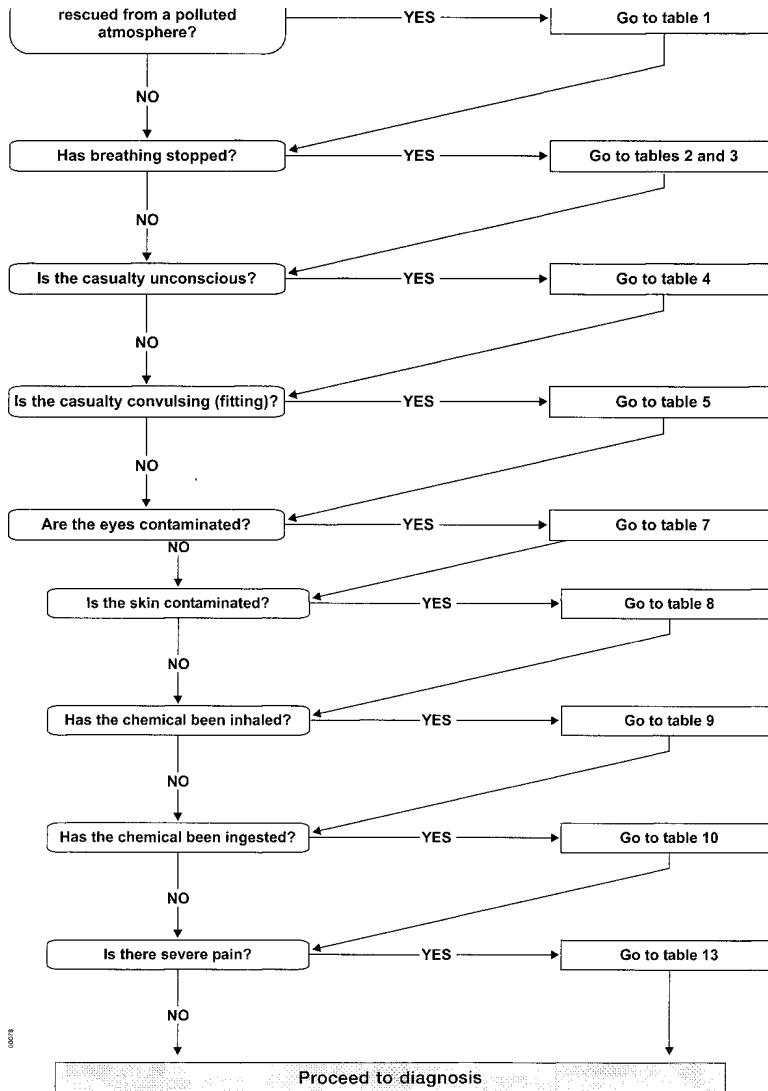 rescued from a polluted
atmosphere?
YES
Go to table 1
NO
Has breathing stopped?
YES
Go to tables 2 and 3
NO
Is the casualty unconscious?
YES
Go to table 4
NO
Is the casualty convulsing (fitting)?
YES
Go to table 5
NO
Are the eyes contaminated?
YES
Go to table 7
NO
Is the skin contaminated?
YES
Go to table 8
NO
Has the chemical been inhaled?
YES
Go to table 9
NO
Has the chemical been ingested?
YES
Go to table 10
NO
Is there severe pain?
YES
Go to table 13
NO
Proceed to diagnosis